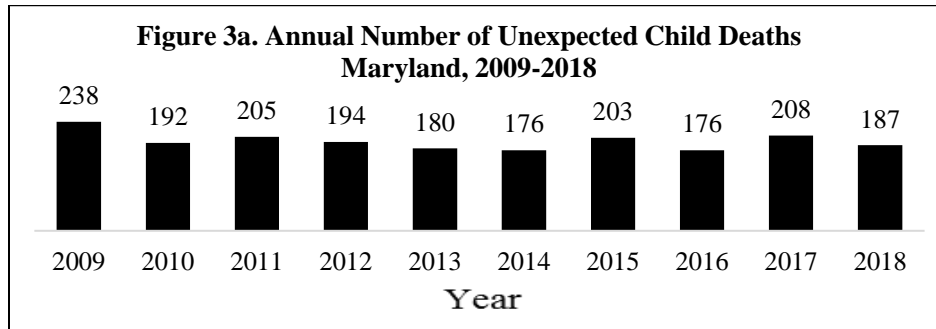 Figure 3a. Annual Number of Unexpected Child Deaths
Maryland, 2009-2018
238 192 205 194 180 176 203 176 208 187
2009 2010 2011 2012 2013 2014 2015 2016 2017 2018
Year